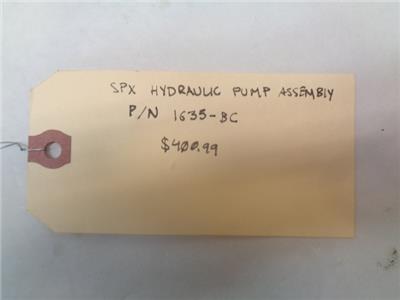 SPX HYDRAULIC PUMP ASSEMBLY
P/N 1635-BC
$400.99